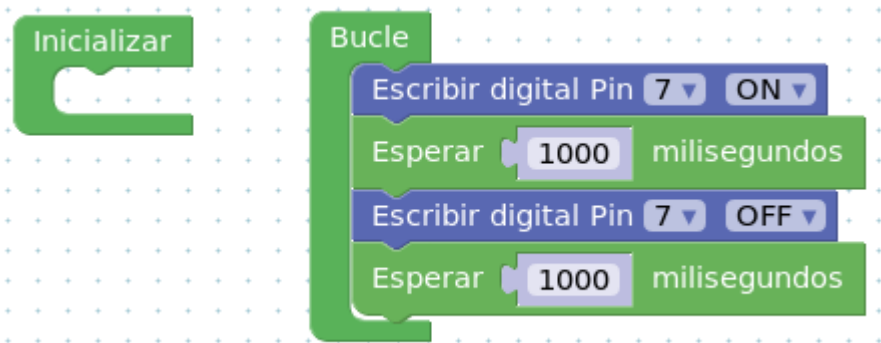 Inicializar
Bucle
Escribir digital Pin 7 ▼ ON ▼
Esperar 1000 milisegundos
Escribir digital Pin 7 ▼ OFF ▼
Esperar 1000 milisegundos